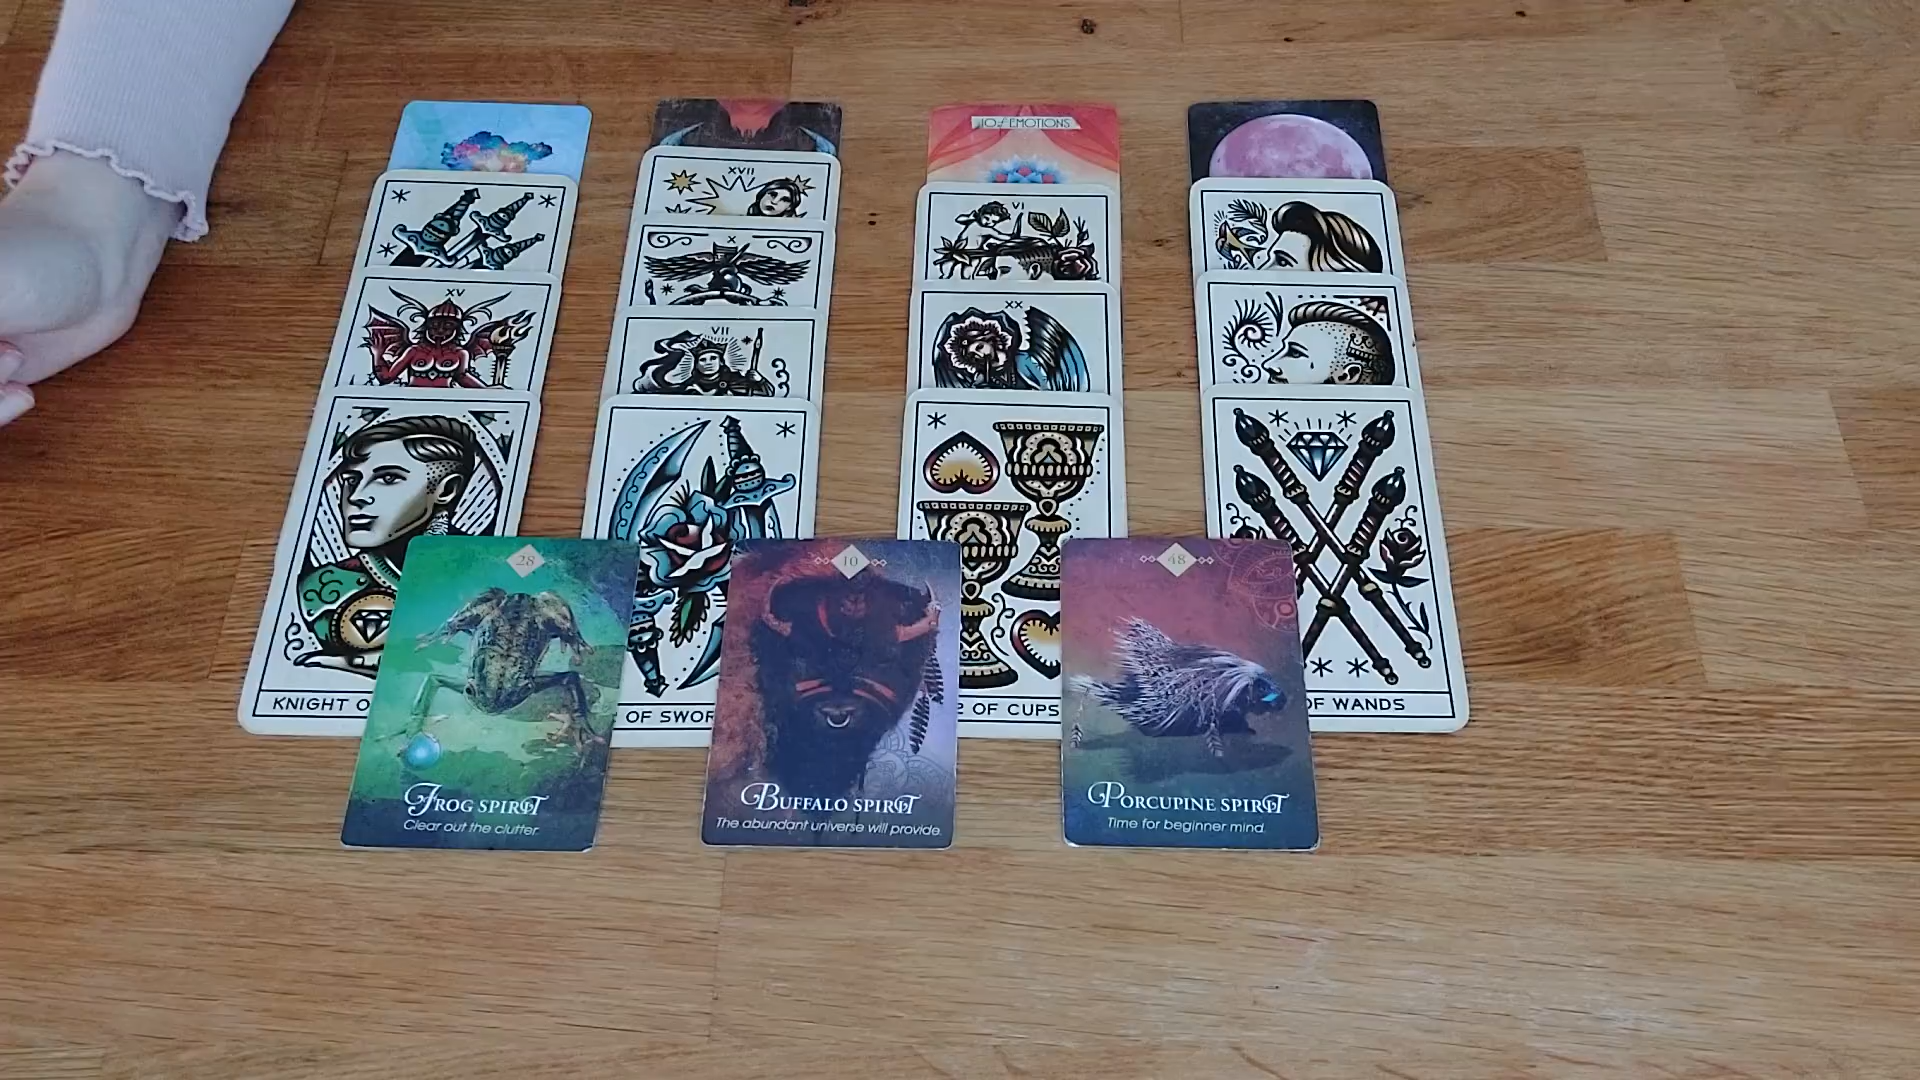 10 of EMOTIONS
XVII
VI
X
XV
XX
VII
KNIGHT O
OF SWOR
2 OF CUPS
OF WANDS
28
10
48
FROG SPIRIT
Clear out the clutter.
BUFFALO SPIRIT
The abundant universe will provide.
PORCUPINE SPIRIT
Time for beginner mind.